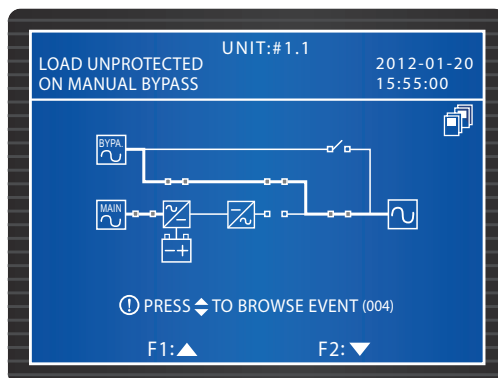 UNIT:#1.1
LOAD UNPROTECTED
ON MANUAL BYPASS
2012-01-20
15:55:00
BYPA.
MAIN
PRESS TO BROWSE EVENT (004)
F1: F2: